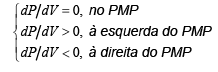 dP/dV = 0, no PMP
dP/dV > 0, à esquerda do PMP
dP/dV < 0, à direita do PMP